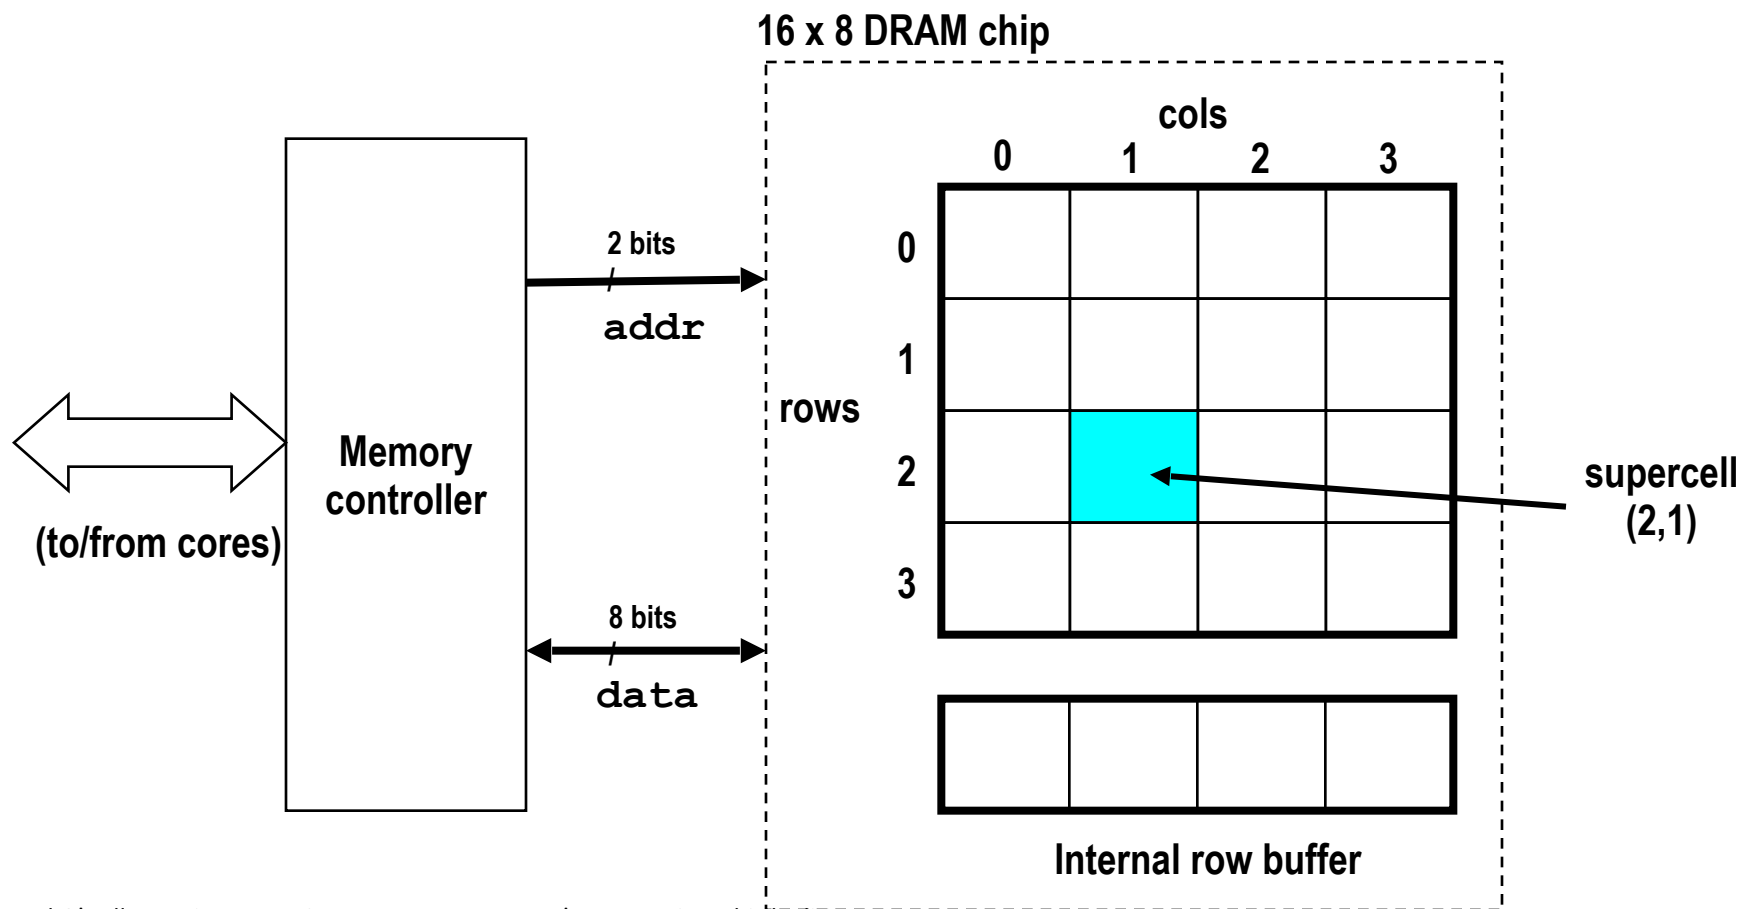 16 x 8 DRAM chip
cols
0 1 2 3
2 bits
addr
0
1
rows
2
3
Memory
controller
(to/from cores)
supercell
(2,1)
8 bits
data
Internal row buffer